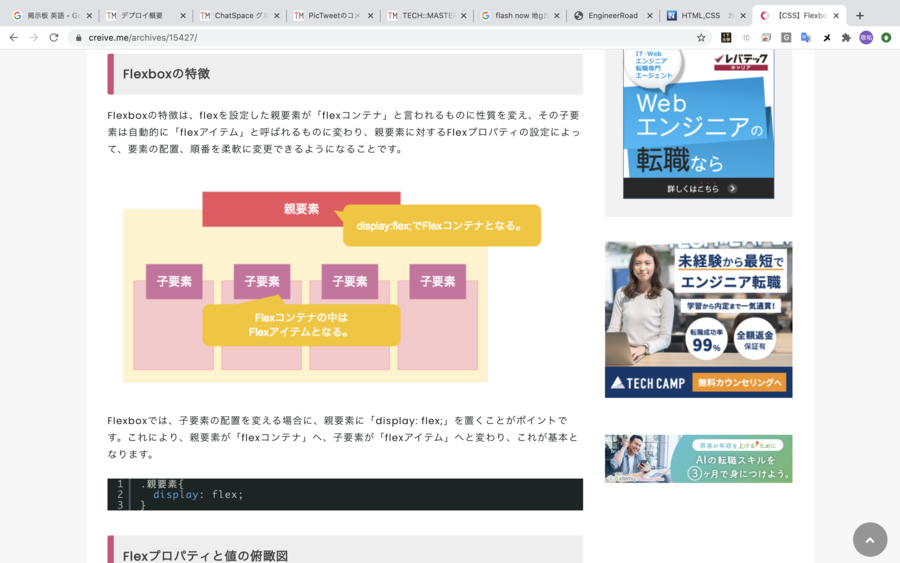 掲示板 英語 - Go
デプロイ概要
ChatSpace グル
PicTweetのコメ
TECH::MASTER
flash now 地g
EngineerRoad
HTML,CSS
【CSS】Flexbo
creive.me/archives/15427/
Flexboxの特徴
Flexboxの特徴は、flexを設定した親要素が「flexコンテナ」と言われるものに性質を変え、その子要
素は自動的に「flexアイテム」と呼ばれるものに変わり、親要素に対するFlexプロパティの設定によっ
て、要素の配置、順番を柔軟に変更できるようになることです。
親要素
display:flex;でFlexコンテナとなる。
子要素
子要素
子要素
子要素
Flexコンテナの中は
Flexアイテムとなる。
Flexboxでは、子要素の配置を変える場合に、親要素に「display: flex;」を置くことがポイントで
す。これにより、親要素が「flexコンテナ」へ、子要素が「flexアイテム」へと変わり、これが基本と
なります。
1 .親要素{
2 display: flex;
3 }
Flexプロパティと値の俯瞰図
IT・Web
エンジニア
転職専門
エージェント
レバテック
キャリア
Web
エンジニアの
転職なら
詳しくはこちら
未経験から最短で
エンジニア転職
学習から内定まで一気通貫!
転職成功率
99%
全額返金
保証有
TECH CAMP
無料カウンセリングへ
将来の年収を上げるために
AIの転職スキルを
3ヶ月で身につけよう。